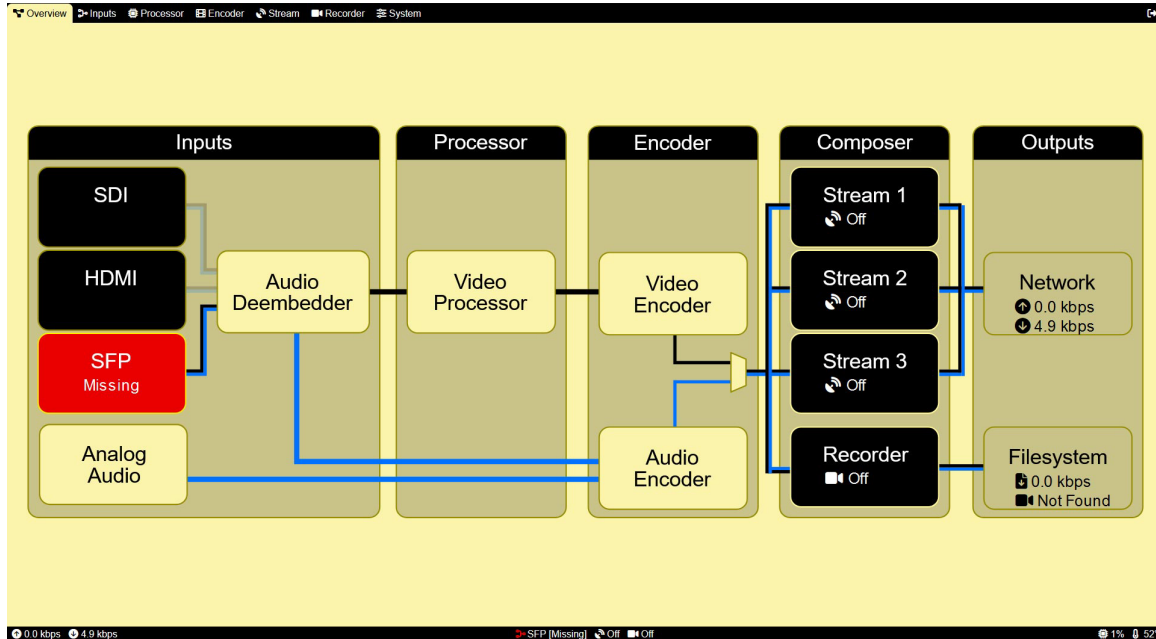 Overview Inputs Processor Encoder Stream Recorder System
Inputs
Processor
Encoder
Composer
Outputs
SDI
HDMI
SFP
Missing
Analog
Audio
Audio
Deembedder
Video
Processor
Video
Encoder
Audio
Encoder
Stream 1
Off
Stream 2
Off
Stream 3
Off
Recorder
Off
Network
0.0 kbps
4.9 kbps
Filesystem
0.0 kbps
Not Found
0.0 kbps 4.9 kbps SFP [Missing] Off Off 1% 52°